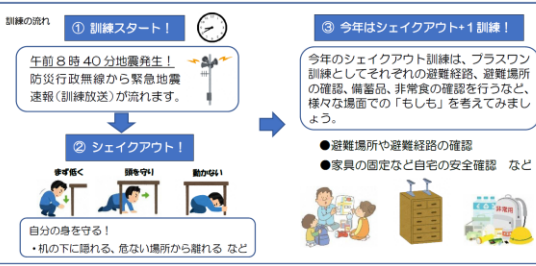 訓練の流れ
① 訓練スタート！
午前8時40分地震発生！
防災行政無線から緊急地震
速報(訓練放送)が流れます。
② シェイクアウト！
まず低く
頭を守り
動かない
自分の身を守る！
・机の下に隠れる、危ない場所から離れる など
③ 今年はシェイクアウト+１訓練！
今年のシェイクアウト訓練は、プラスワン
訓練としてそれぞれの避難経路、避難場所
の確認、備蓄品、非常食の確認を行うなど、
様々な場面での「もしも」を考えてみまし
ょう。
●避難場所や避難経路の確認
●家具の固定など自宅の安全確認 など
非常用